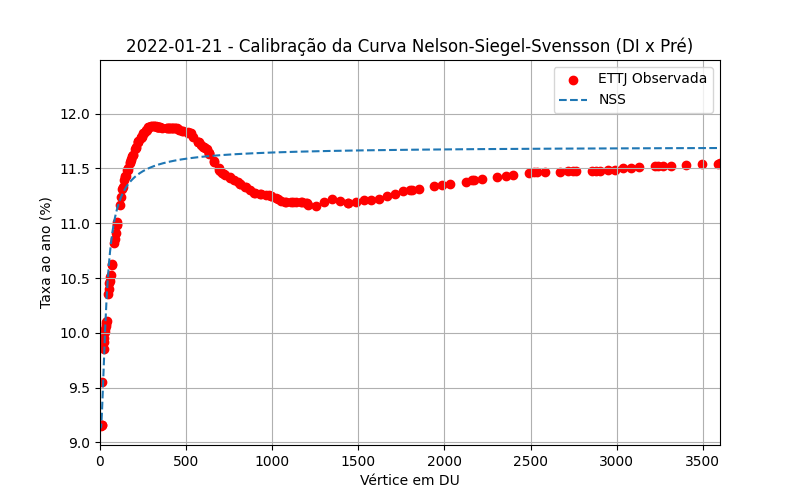 2022-01-21 - Calibração da Curva Nelson-Siegel-Svensson (DI x Pré)
ETTJ Observada
NSS
Taxa ao ano (%)
12.0
11.5
11.0
10.5
10.0
9.5
9.0
0 500 1000 1500 2000 2500 3000 3500
Vértice em DU